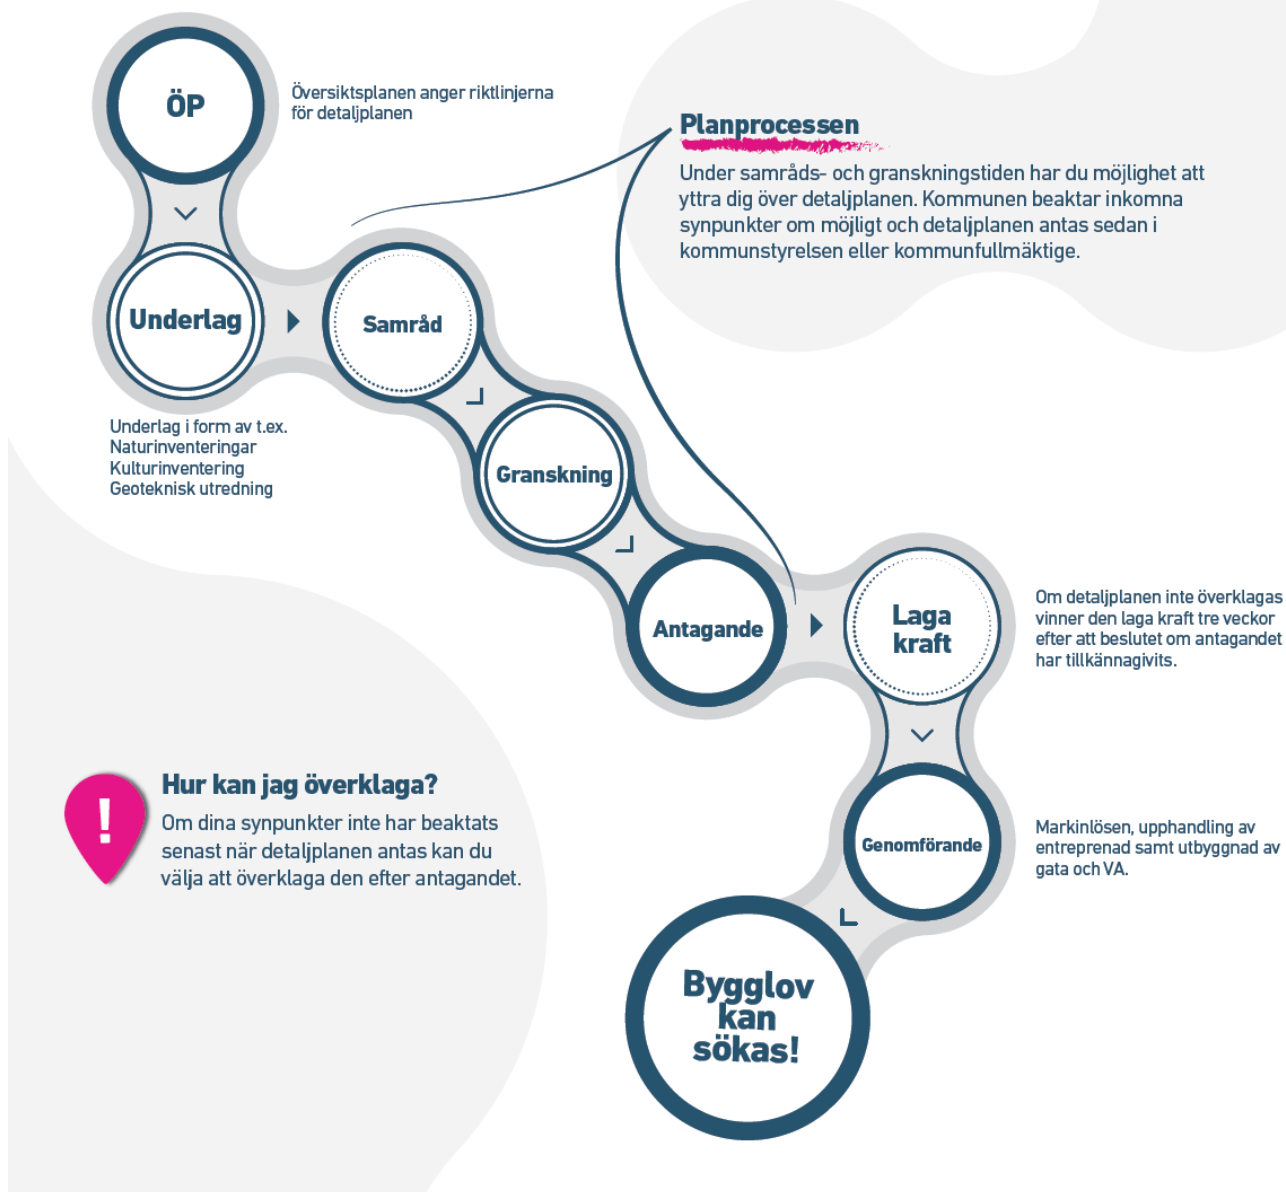 ÖP
Översiktsplanen anger riktlinjerna
för detaljplanen
Planprocessen
Under samråds- och granskningstiden har du möjlighet att
yttra dig över detaljplanen. Kommunen beaktar inkomna
synpunkter om möjligt och detaljplanen antas sedan i
kommunstyrelsen eller kommunfullmäktige.
Underlag
Samråd
Underlag i form av t.ex.
Naturinventeringar
Kulturinventering
Geoteknisk utredning
Granskning
Antagande
Laga
kraft
Om detaljplanen inte överklagas
vinner den laga kraft tre veckor
efter att beslutet om antagandet
har tillkännagivits.
!
Hur kan jag överklaga?
Om dina synpunkter inte har beaktats
senast när detaljplanen antas kan du
välja att överklaga den efter antagandet.
Genomförande
Markinlösen, upphandling av
entreprenad samt utbyggnad av
gata och VA.
Bygglov
kan
sökas!